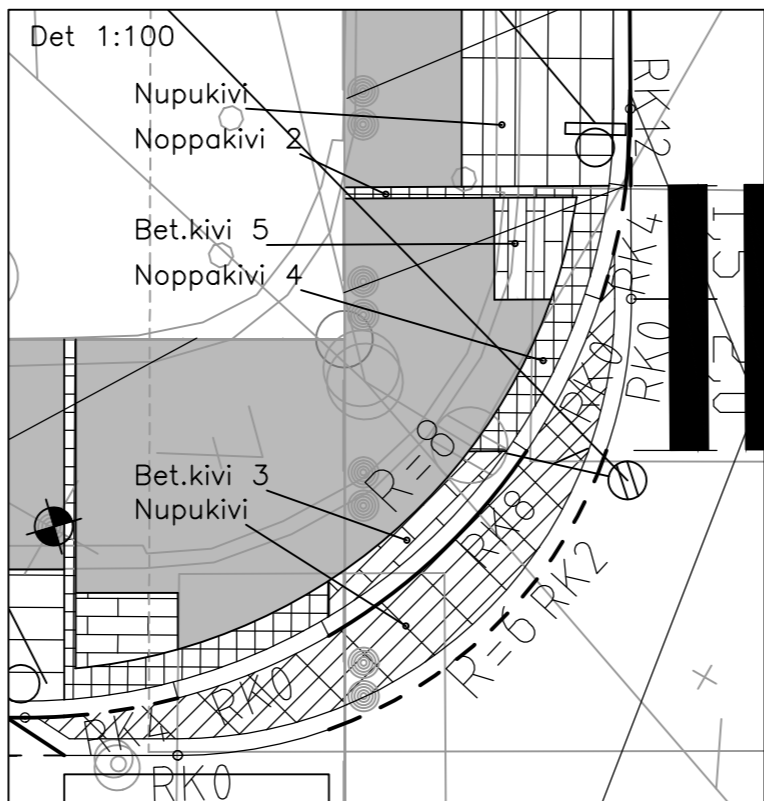 Det 1:100
Nupukivi
Noppakivi 2
RK12
Bet.kivi 5
Noppakivi 4
RK4
RK0
RK0
R=8
Bet.kivi 3
Nupukivi
RK8
RK2
R=6
RK0
RK4
RK0